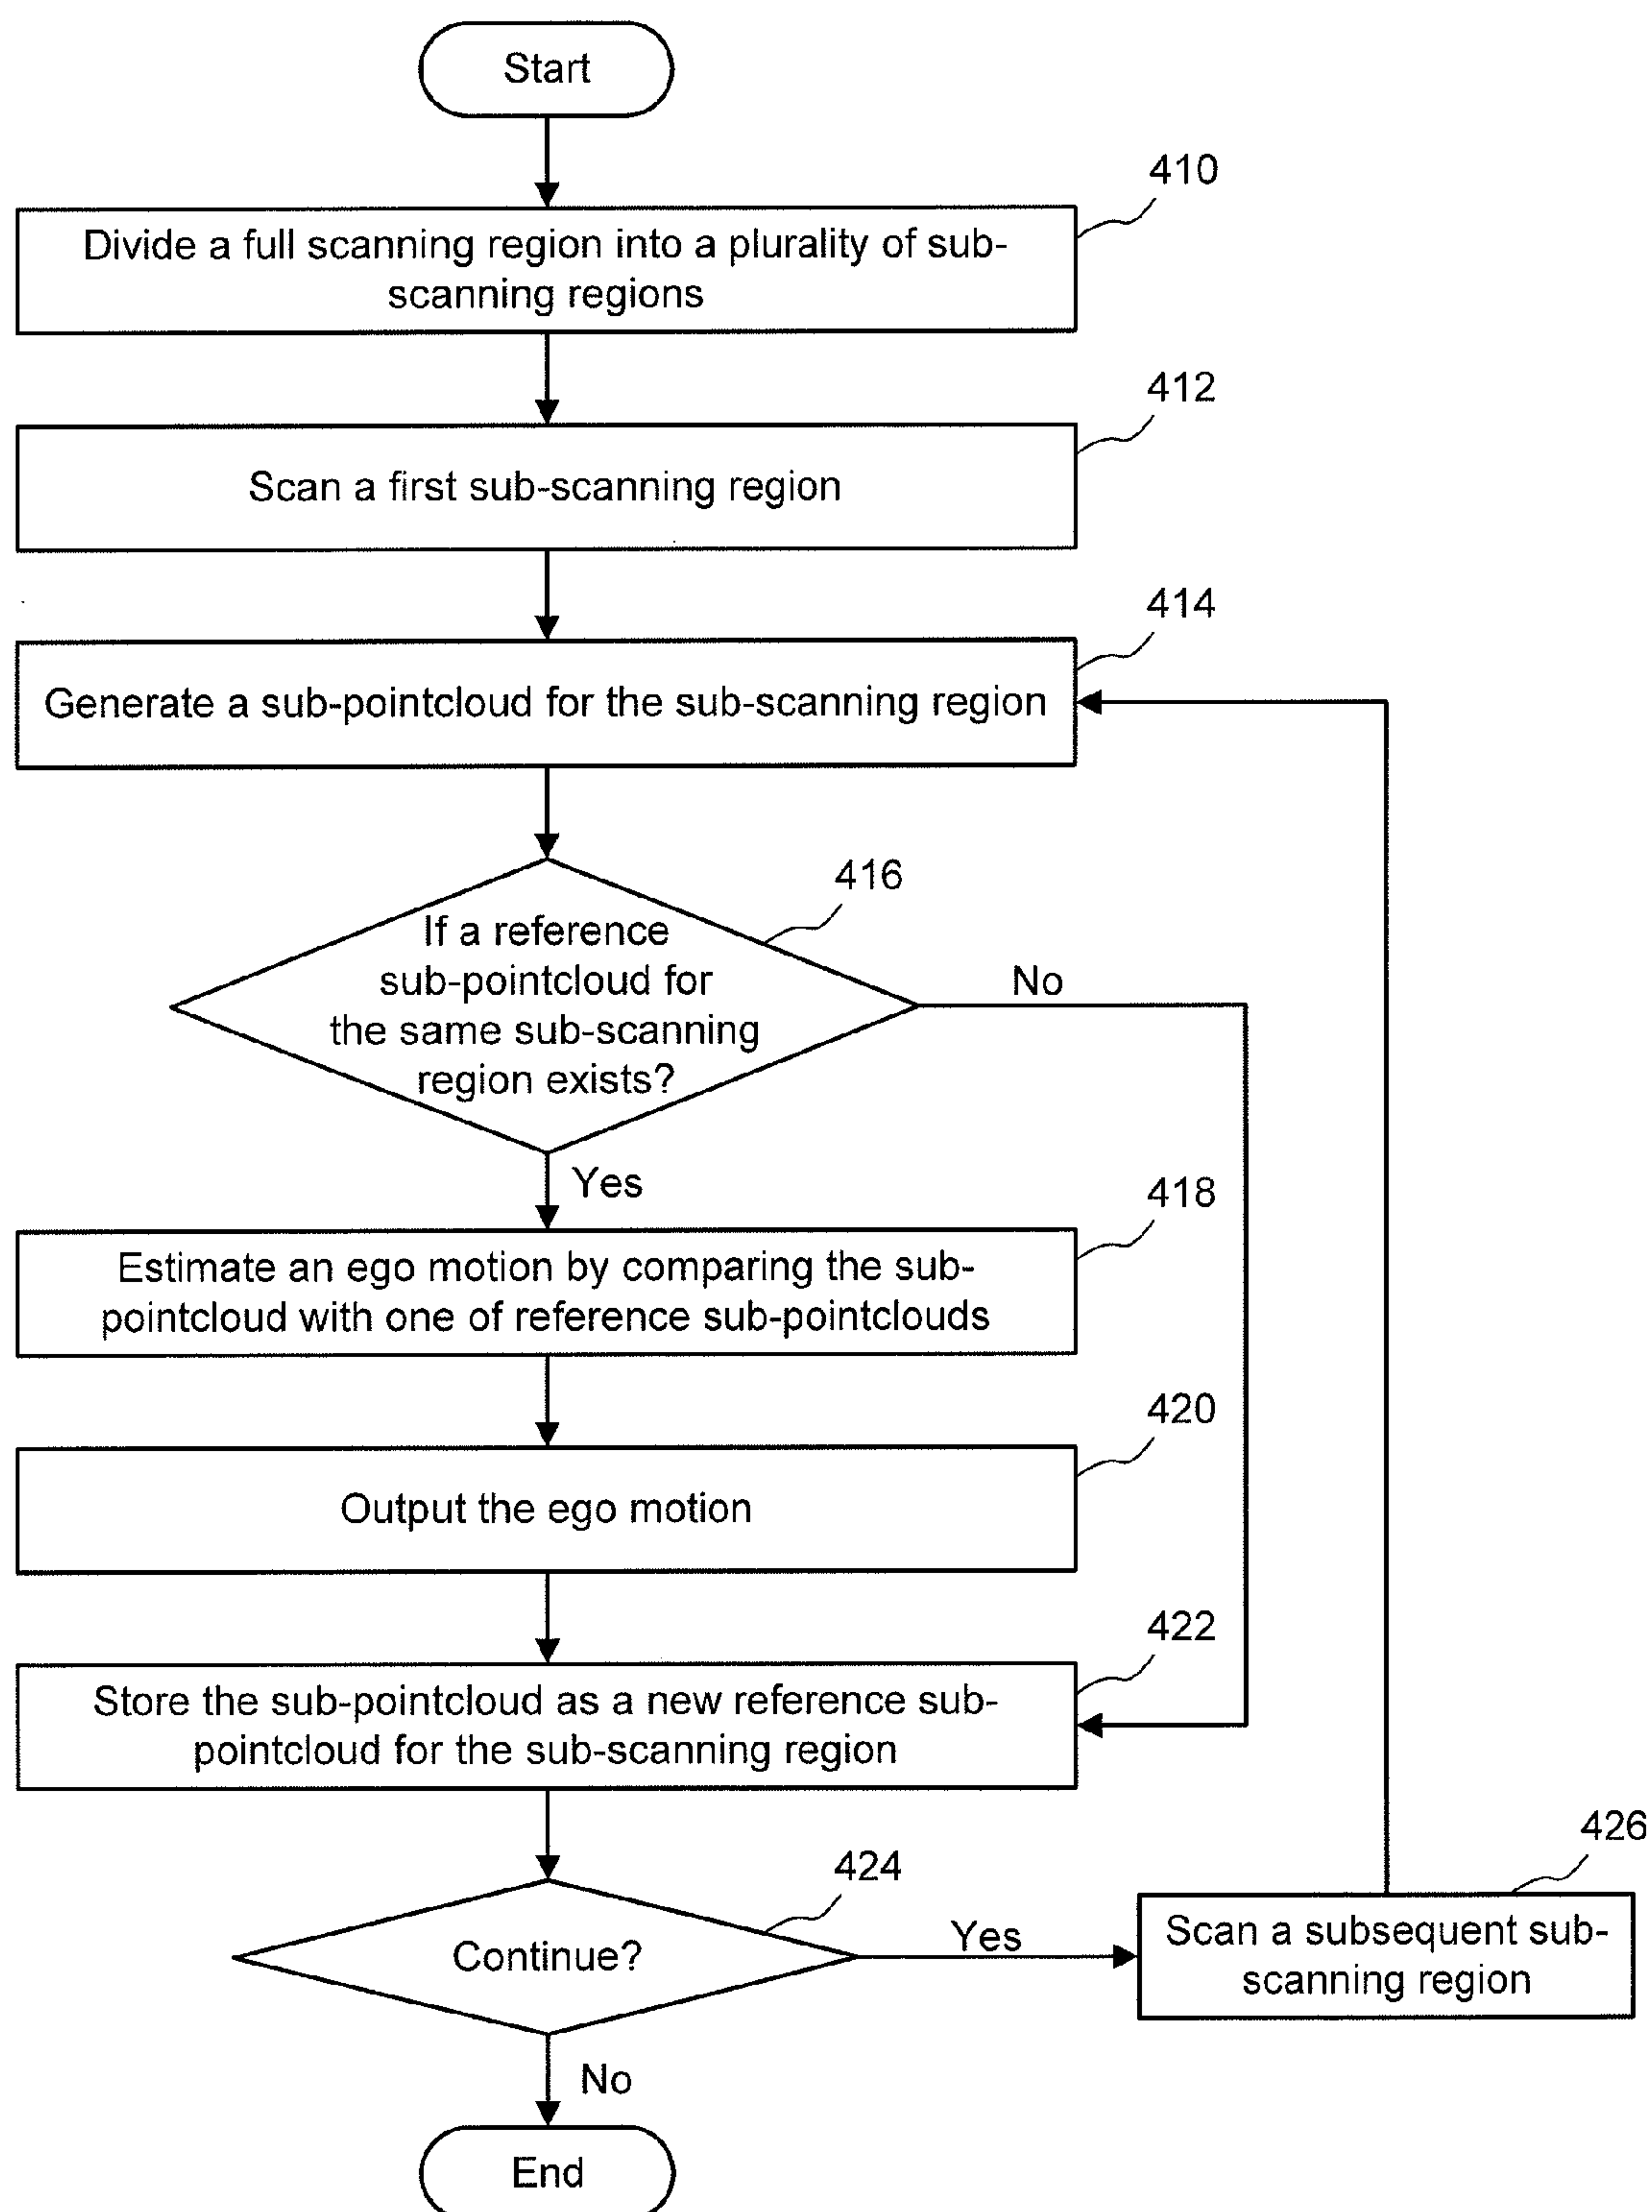 Start
410
Divide a full scanning region into a plurality of sub-
scanning regions
412
Scan a first sub-scanning region
414
Generate a sub-pointcloud for the sub-scanning region
416
If a reference
sub-pointcloud for
the same sub-scanning
region exists?
No
Yes
418
Estimate an ego motion by comparing the sub-
pointcloud with one of reference sub-pointclouds
420
Output the ego motion
422
Store the sub-pointcloud as a new reference sub-
pointcloud for the sub-scanning region
424
Continue?
Yes
426
Scan a subsequent sub-
scanning region
No
End